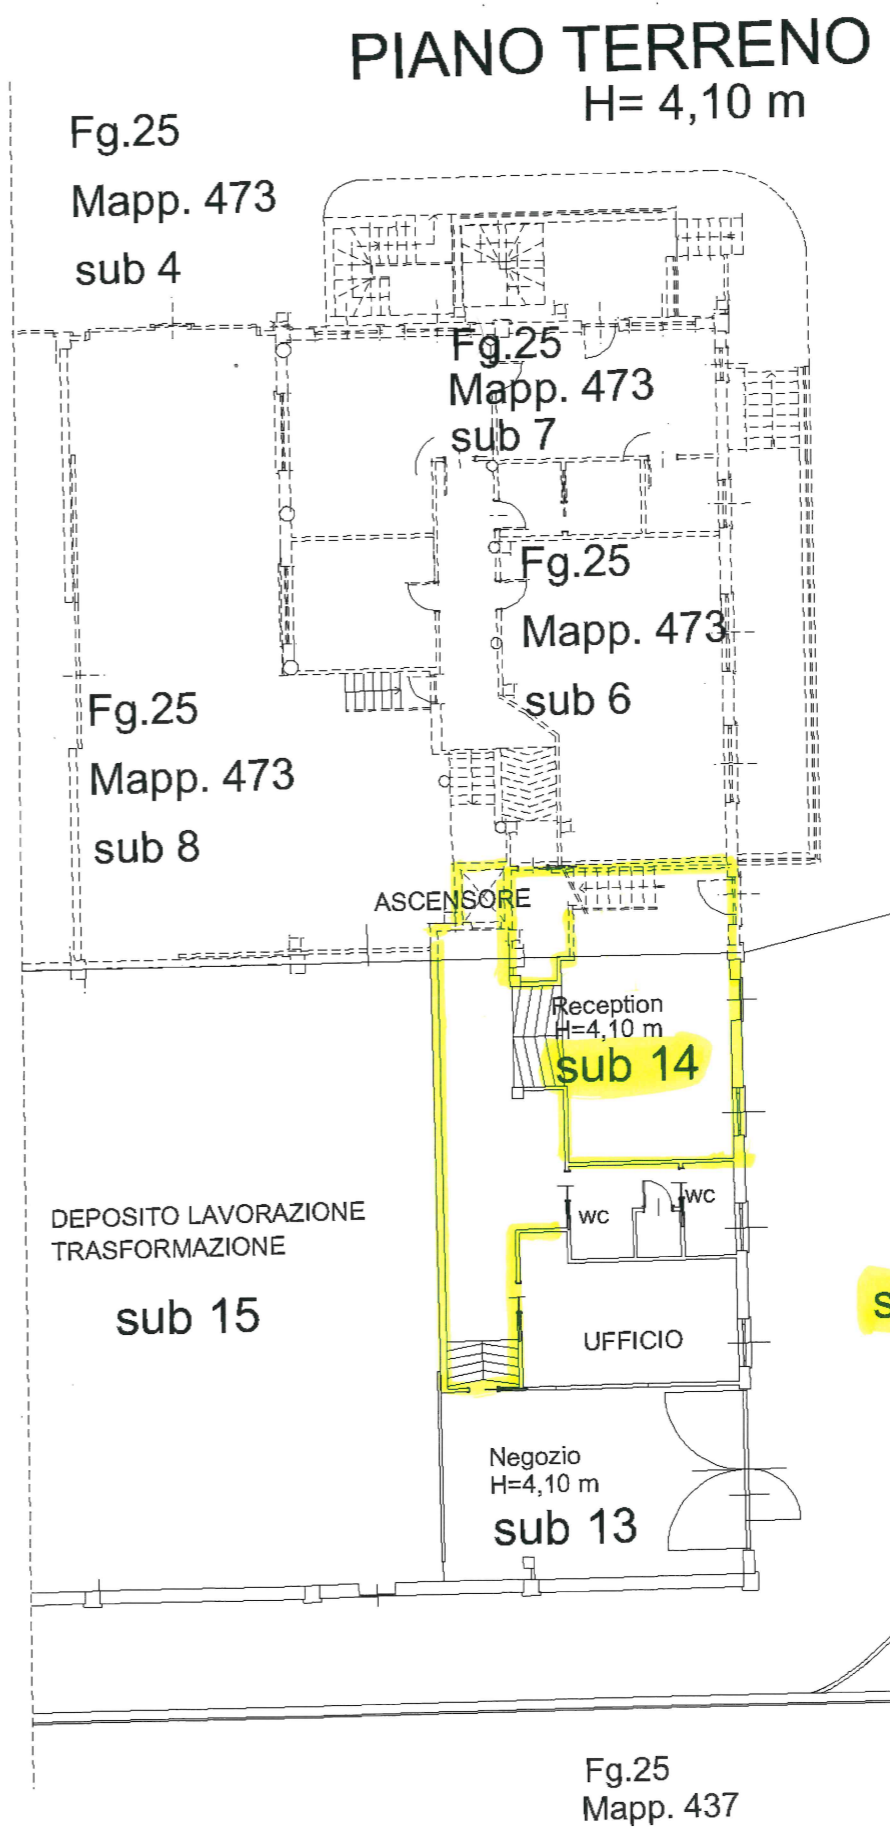 PIANO TERRENO
H= 4,10 m
Fg.25
Mapp. 473
sub 4
Fg.25
Mapp. 473
sub 7
Fg.25
Mapp. 473
sub 6
Fg.25
Mapp. 473
sub 8
ASCENSORE
Reception
H=4,10 m
sub 14
DEPOSITO LAVORAZIONE
TRASFORMAZIONE
sub 15
wc
wc
s
UFFICIO
Negozio
H=4,10 m
sub 13
Fg.25
Mapp. 437